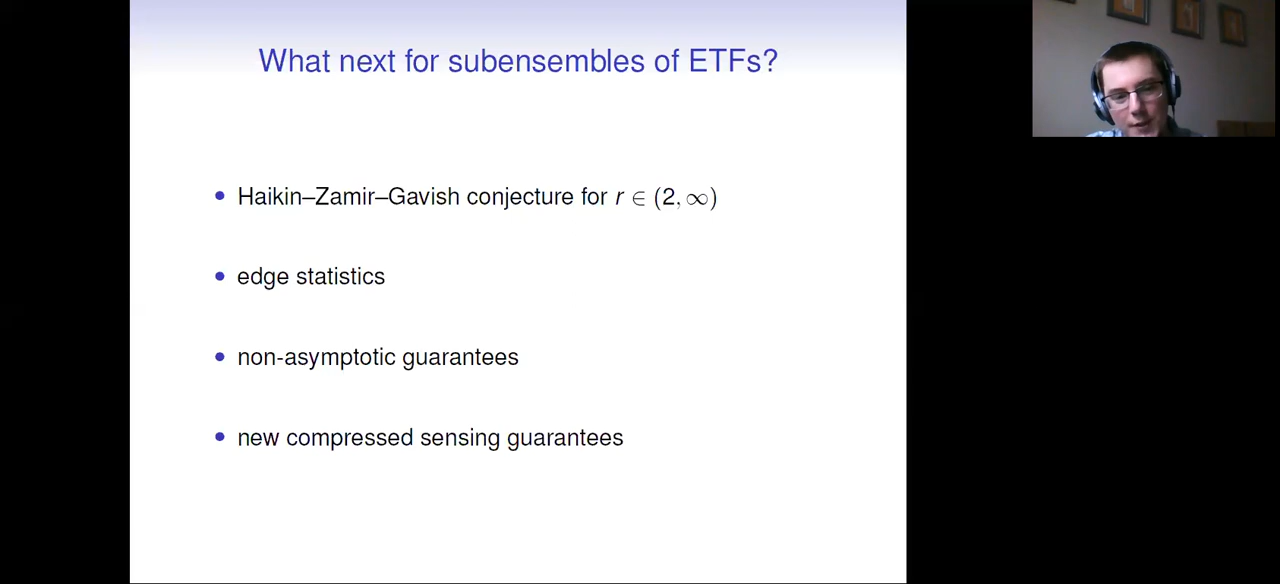 What next for subensembles of ETFs?
• Haikin–Zamir–Gavish conjecture for r ∈ (2, ∞)
• edge statistics
• non-asymptotic guarantees
• new compressed sensing guarantees